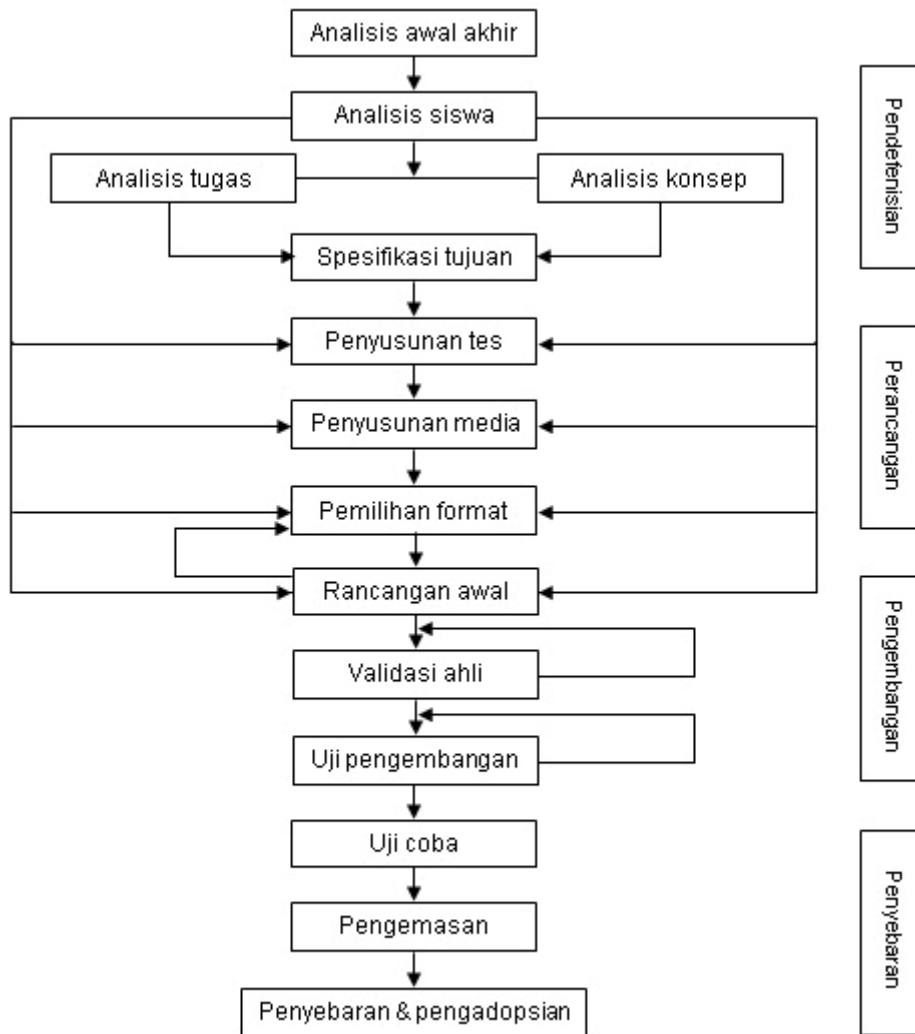 Analisis awal akhir
Analisis siswa
Analisis tugas
Analisis konsep
Spesifikasi tujuan
Penyusunan tes
Penyusunan media
Pemilihan format
Rancangan awal
Validasi ahli
Uji pengembangan
Uji coba
Pengemasan
Penyebaran & pengadopsian
Pendefenisian
Perancangan
Pengembangan
Penyebaran